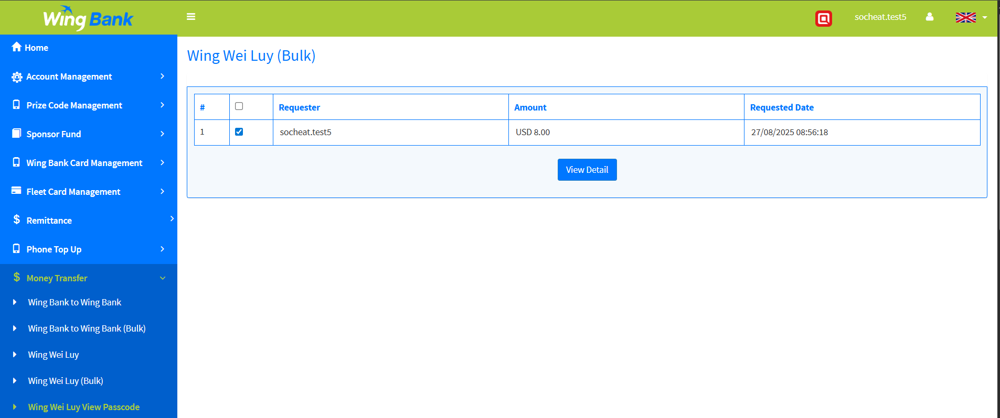 Wing Bank
socheat.test5
Home
Account Management
Prize Code Management
Sponsor Fund
Wing Bank Card Management
Fleet Card Management
Remittance
Phone Top Up
Money Transfer
Wing Bank to Wing Bank
Wing Bank to Wing Bank (Bulk)
Wing Wei Luy
Wing Wei Luy (Bulk)
Wing Wei Luy View Passcode
Wing Wei Luy (Bulk)
# Requester Amount Requested Date
1 socheat.test5 USD 8.00 27/08/2025 08:56:18
View Detail